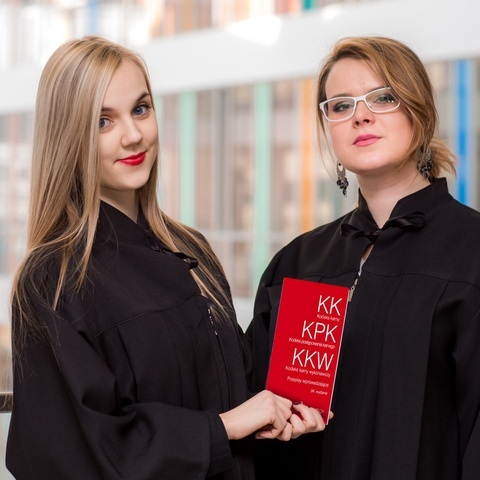 KK
Kodeks karny
KPK
Kodeks postępowania karnego
KKW
Kodeks karny wykonawczy
Przepisy wprowadzające